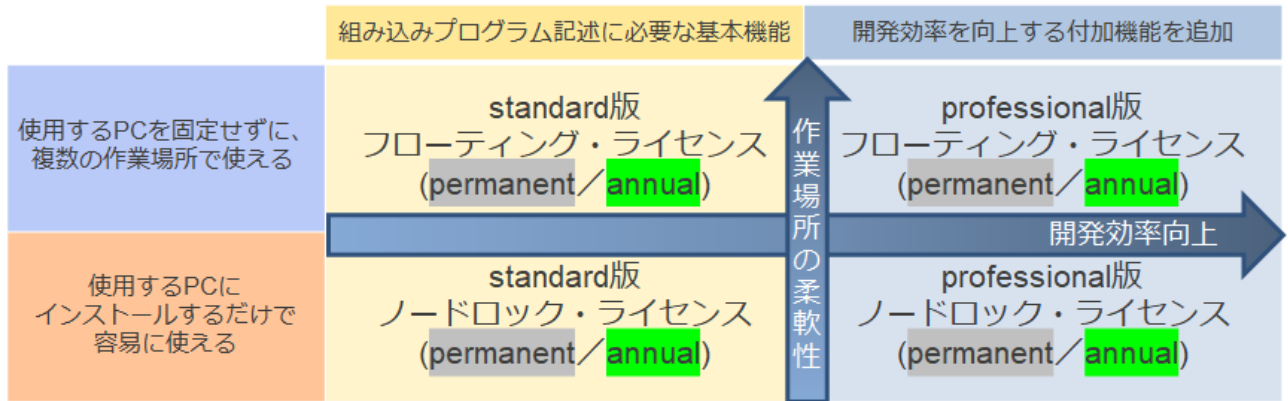 組み込みプログラム記述に必要な基本機能
開発効率を向上する付加機能を追加
使用するPCを固定せずに、
複数の作業場所で使える
standard版
フローティング・ライセンス
(permanent／annual)
professional版
フローティング・ライセンス
(permanent／annual)
作業場所の柔軟性
開発効率向上
使用するPCに
インストールするだけで
容易に使える
standard版
ノードロック・ライセンス
(permanent／annual)
professional版
ノードロック・ライセンス
(permanent／annual)